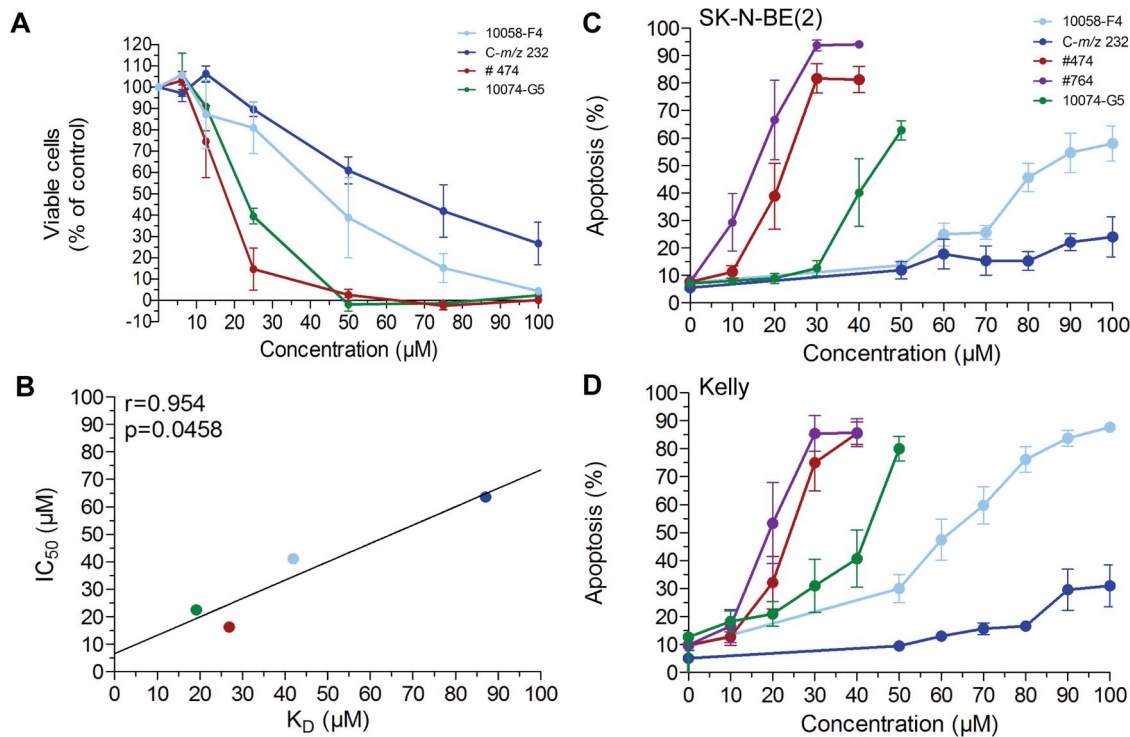 A
10058-F4
C-m/z 232
# 474
10074-G5
Viable cells
(% of control)
120
110
100
90
80
70
60
50
40
30
20
10
0
-10
10 20 30 40 50 60 70 80 90 100
Concentration (µM)
B
r=0.954
p=0.0458
IC50 (µM)
100
90
80
70
60
50
40
30
20
10
0
0 10 20 30 40 50 60 70 80 90 100
KD (µM)
C
SK-N-BE(2)
10058-F4
C-m/z 232
#474
#764
10074-G5
Apoptosis (%)
100
90
80
70
60
50
40
30
20
10
0
0 10 20 30 40 50 60 70 80 90 100
Concentration (µM)
D
Kelly
Apoptosis (%)
100
90
80
70
60
50
40
30
20
10
0
0 10 20 30 40 50 60 70 80 90 100
Concentration (µM)